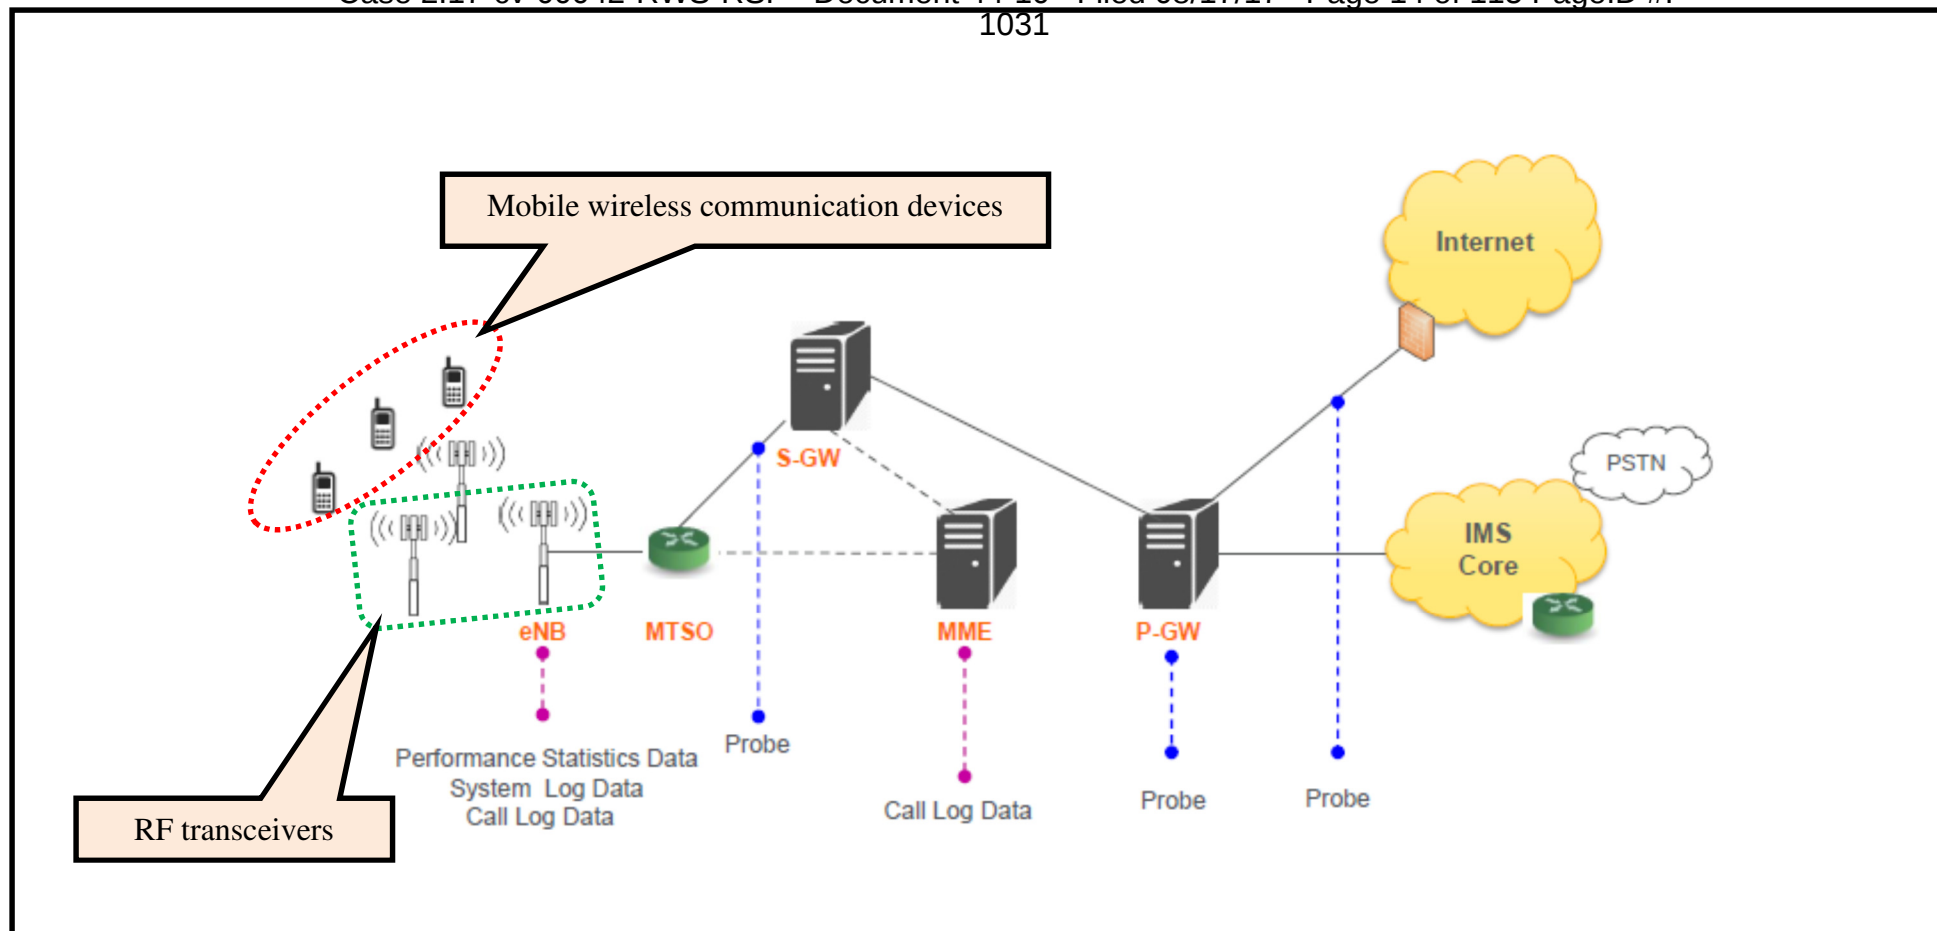 1031
Mobile wireless communication devices
Internet
S-GW
PSTN
IMS
Core
eNB
MTSO
MME
P-GW
Performance Statistics Data
System Log Data
Call Log Data
Probe
Call Log Data
Probe
Probe
RF transceivers